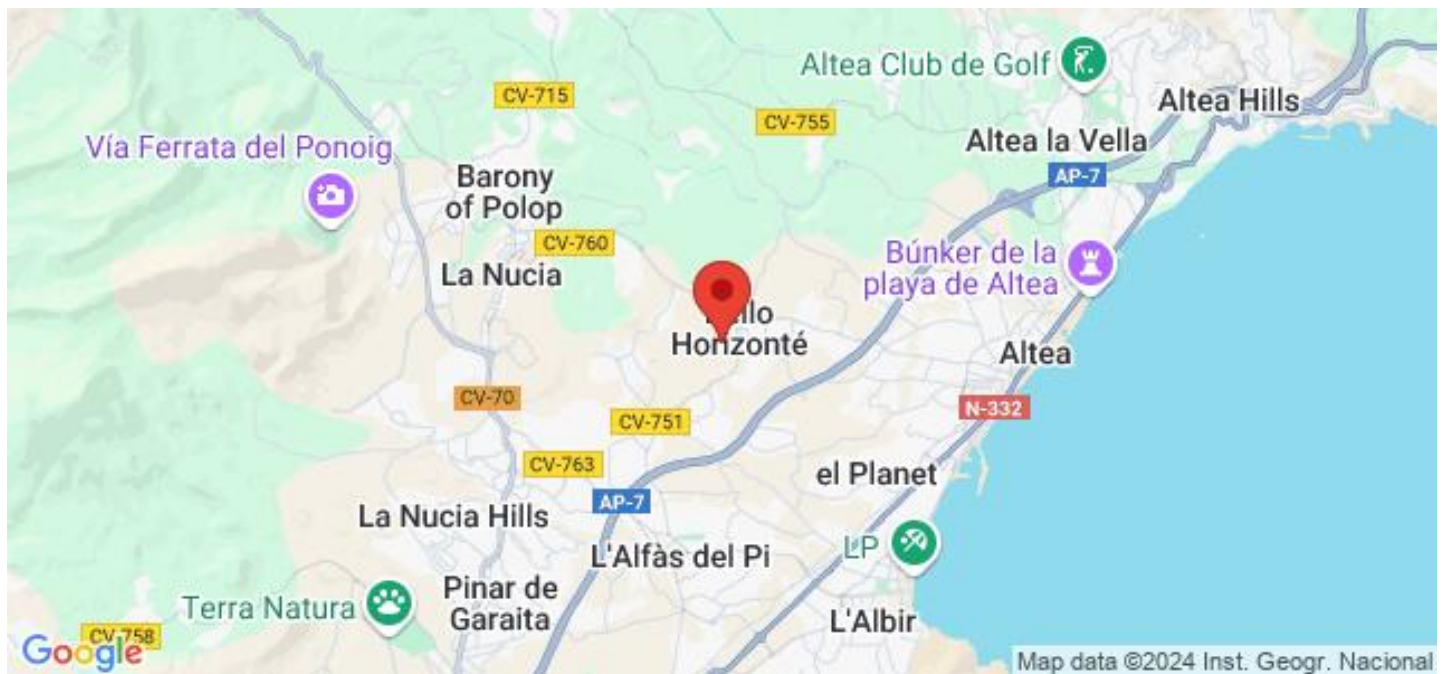 Altea Club de Golf
CV-715
Altea Hills
CV-755
Altea la Vella
Vía Ferrata del Ponoig
AP-7
Barony
of Polop
CV-760
Búnker de la
playa de Altea
La Nucia
Horizonté
Altea
CV-70
N-332
CV-751
CV-763
el Planet
AP-7
La Nucia Hills
LP
L'Alfàs del Pi
Pinar de
Garaita
Terra Natura
L'Albir
CV-758
Google
Map data ©2024 Inst. Geogr. Nacional